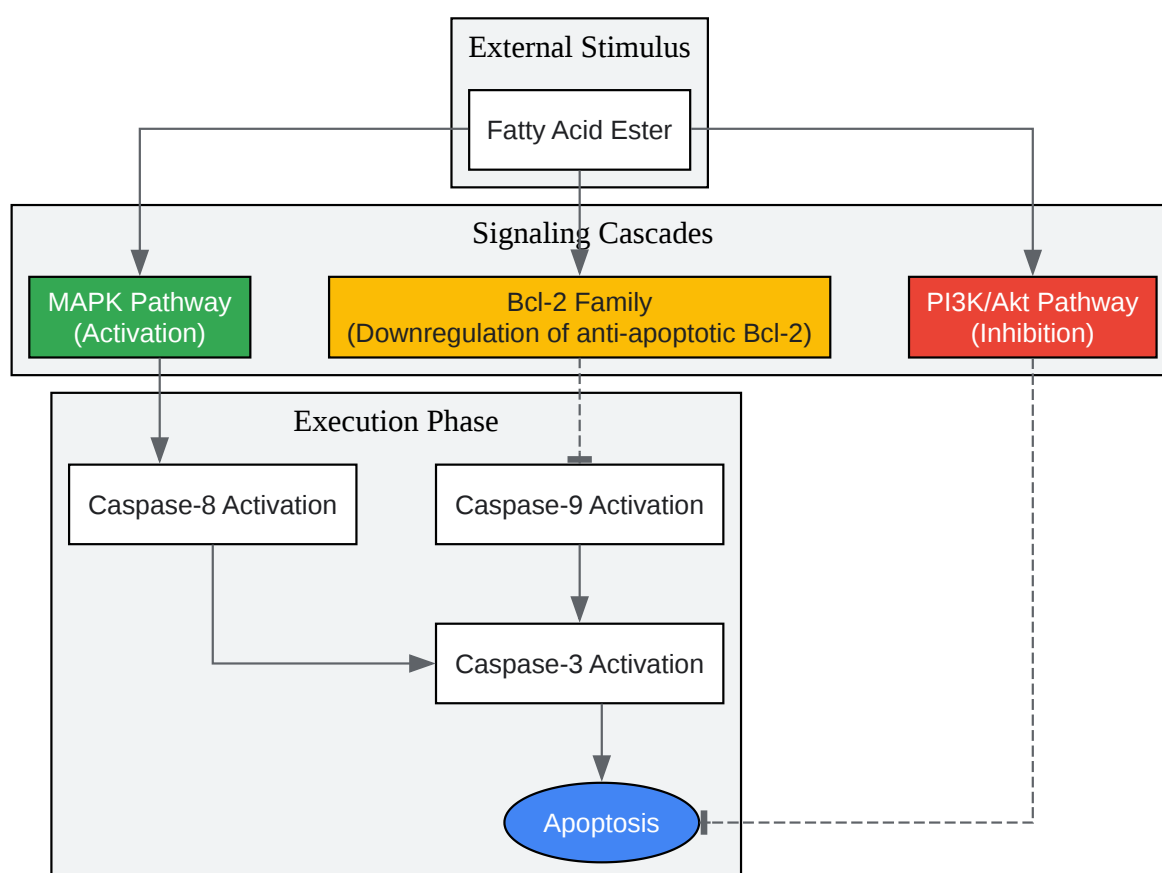 External Stimulus
Fatty Acid Ester
Signaling Cascades
MAPK Pathway
(Activation)
Bcl-2 Family
(Downregulation of anti-apoptotic Bcl-2)
PI3K/Akt Pathway
(Inhibition)
Execution Phase
Caspase-8 Activation
Caspase-9 Activation
Caspase-3 Activation
Apoptosis